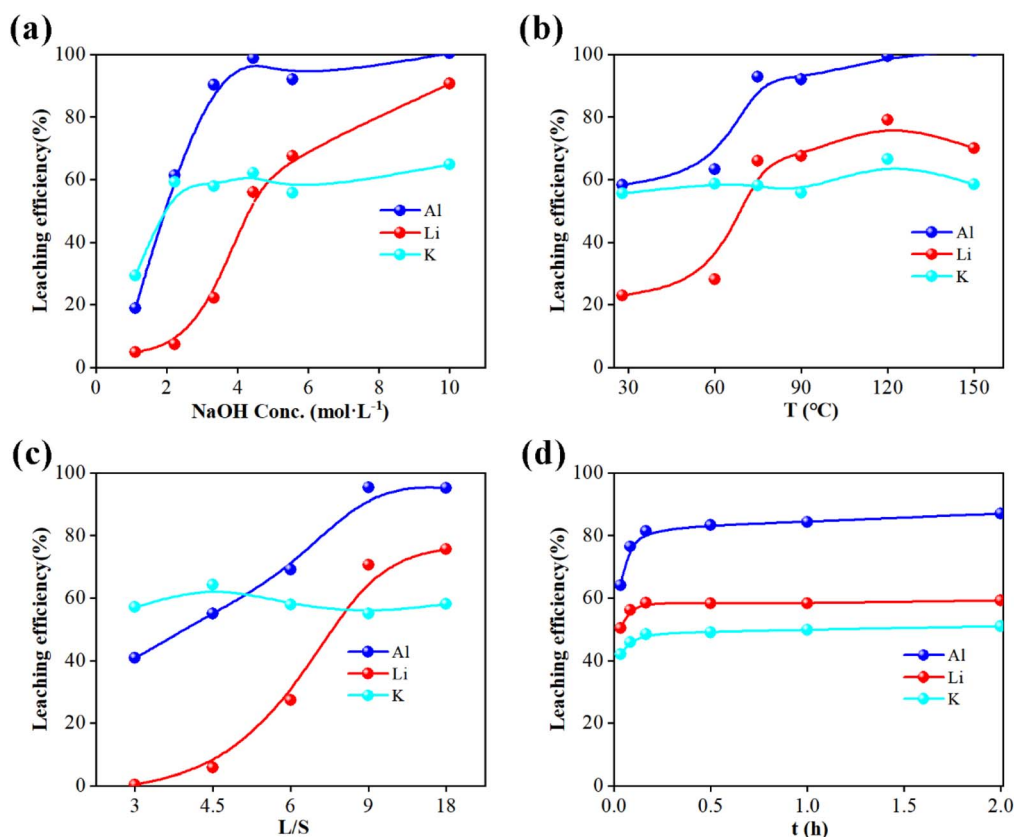 (a)
Leaching efficiency(%)
100
80
60
40
20
0
0 2 4 6 8 10
NaOH Conc. (mol·L⁻¹)
Al
Li
K
(b)
Leaching efficiency(%)
100
80
60
40
20
0
30 60 90 120 150
T (°C)
Al
Li
K
(c)
Leaching efficiency(%)
100
80
60
40
20
0
3 4.5 6 9 18
L/S
Al
Li
K
(d)
Leaching efficiency(%)
100
80
60
40
20
0
0.0 0.5 1.0 1.5 2.0
t (h)
Al
Li
K